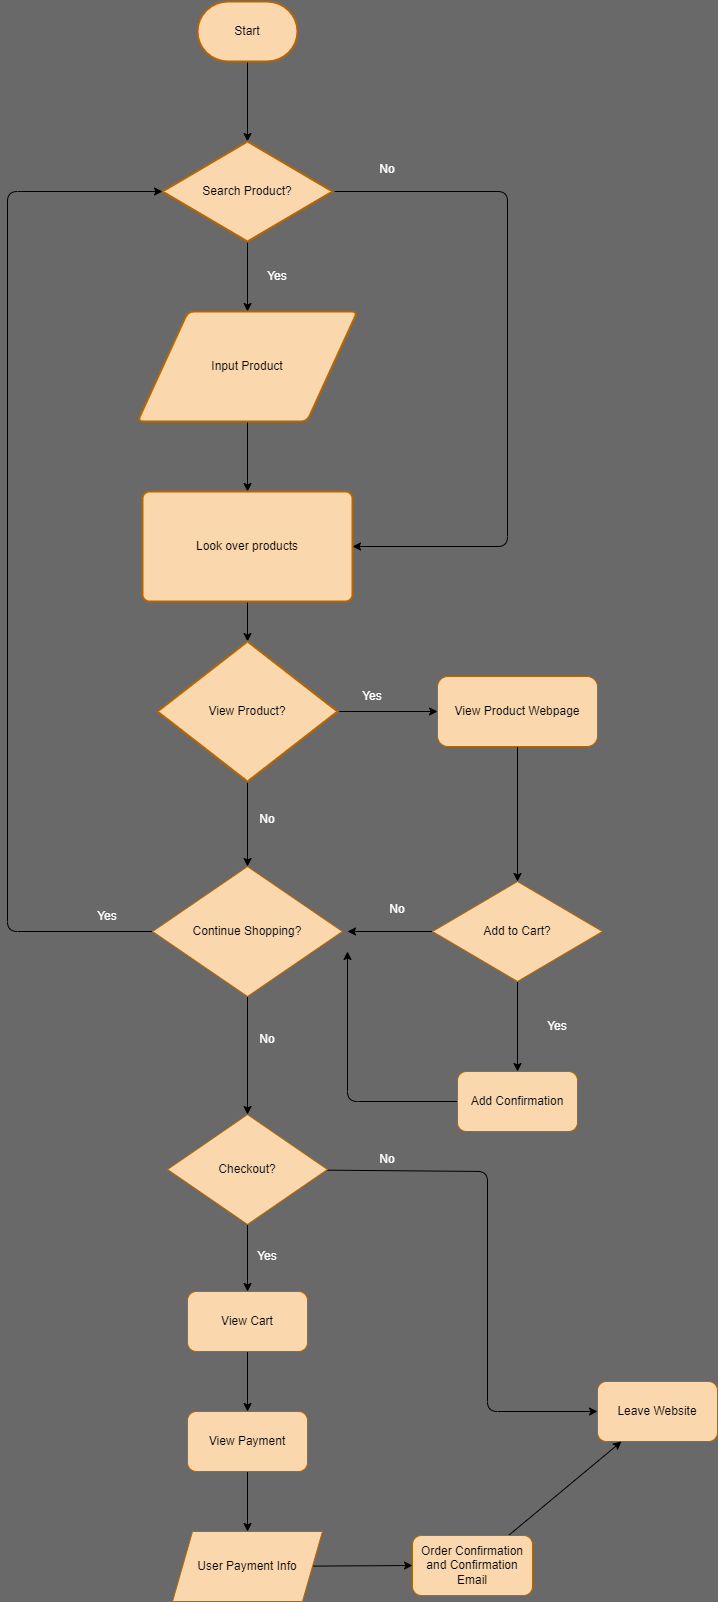 Start
No
Search Product?
Yes
Input Product
Look over products
Yes
View Product?
View Product Webpage
No
No
Yes
Continue Shopping?
Add to Cart?
Yes
No
Add Confirmation
No
Checkout?
Yes
View Cart
Leave Website
View Payment
User Payment Info
Order Confirmation
and Confirmation
Email